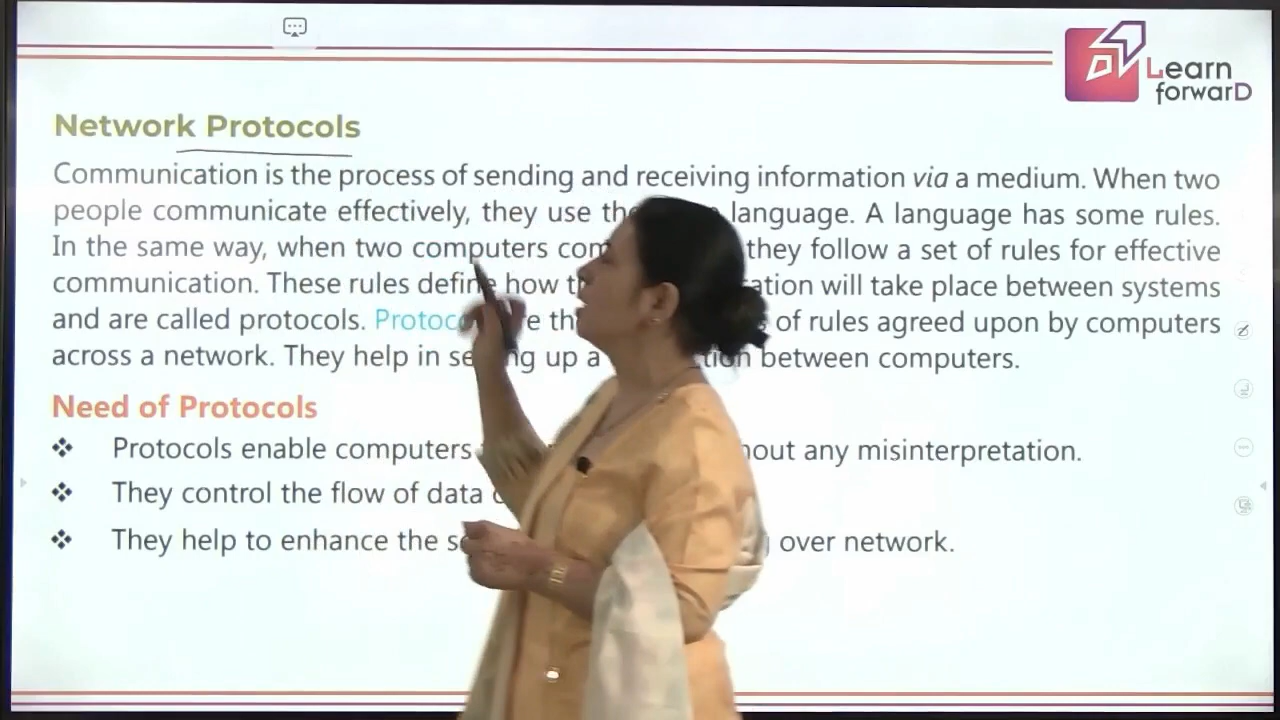 Learn
forwarD
Network Protocols
Communication is the process of sending and receiving information via a medium. When two
people communicate effectively, they use language. A language has some rules.
In the same way, when two computers they follow a set of rules for effective
communication. These rules define how will take place between systems
and are called protocols. of rules agreed upon by computers
across a network. They help in up a between computers.
Need of Protocols
Protocols enable computers any misinterpretation.
They control the flow of data
They help to enhance the over network.